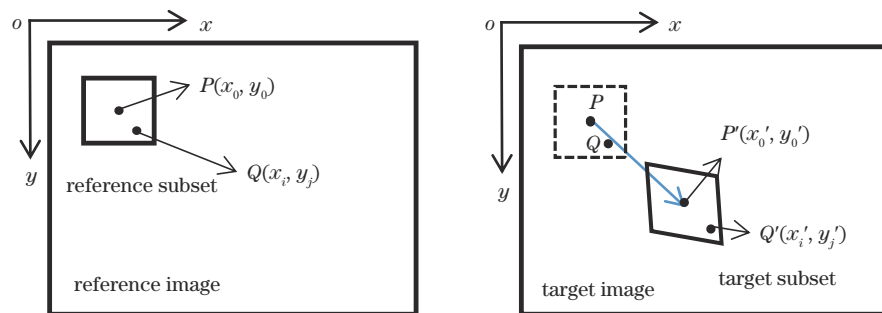 o
x
P(x₀, y₀)
Q(xᵢ, yⱼ)
y
reference subset
reference image
o
x
P
Q
P′(x₀′, y₀′)
y
Q′(xᵢ′, yⱼ′)
target subset
target image